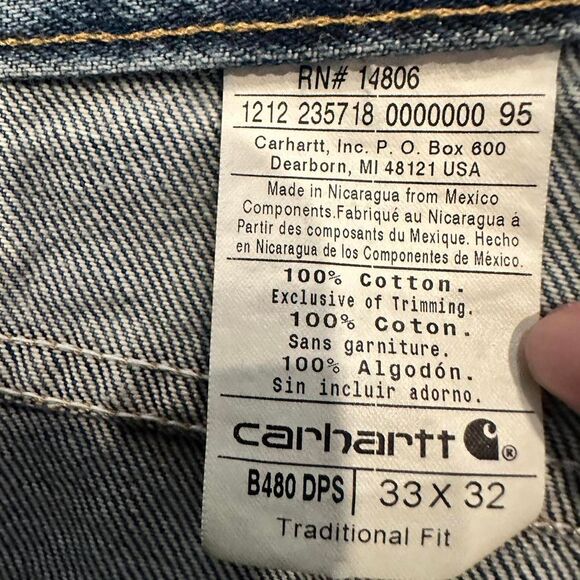 RN# 14806
1212 235718 0000000 95
Carhartt, Inc. P. O. Box 600
Dearborn, MI 48121 USA
Made in Nicaragua from Mexico
Components.Fabriqué au Nicaragua á
Partir des composants du Mexique. Hecho
en Nicaragua de los Componentes de México.
100% Cotton.
Exclusive of Trimming.
100% Coton.
Sans garniture.
100% Algodón.
Sin incluir adorno.
carhartt ®
B480 DPS | 33 X 32
Traditional Fit